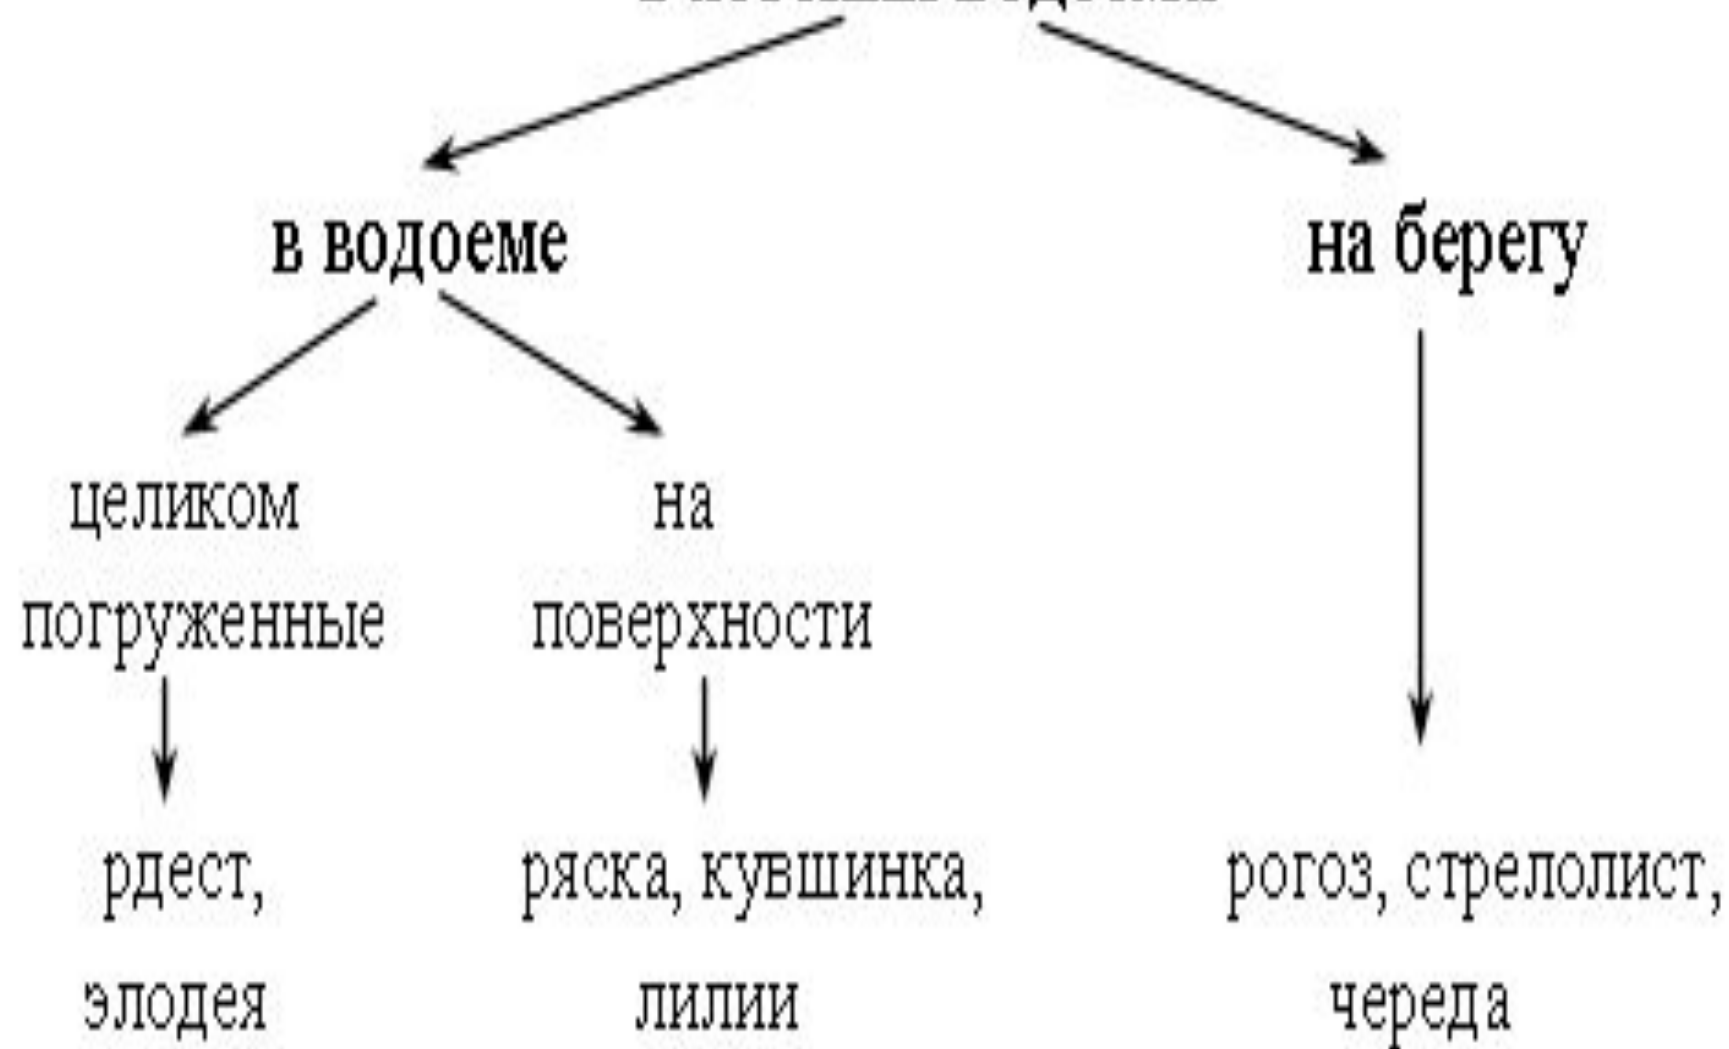 в водоеме
на берегу
целиком
погруженные
на
поверхности
рдест,
элодея
ряска, кувшинка,
лилии
рогоз, стрелолист,
череда